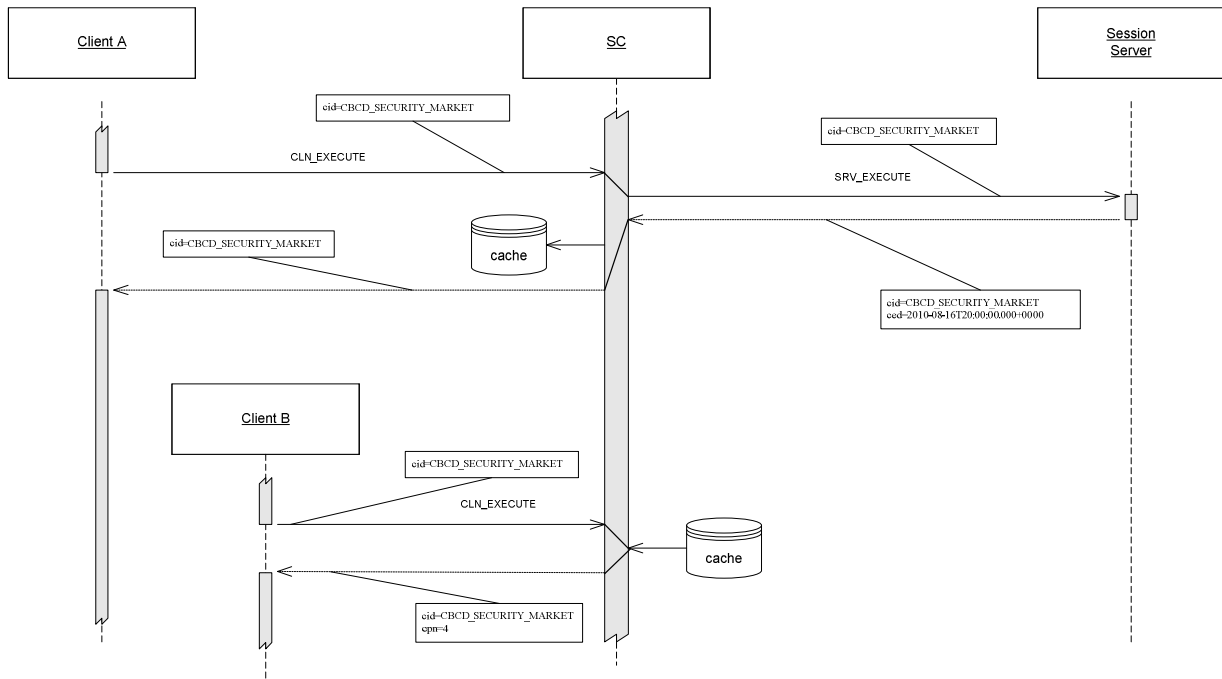 Client A
SC
Session
Server
cid=CBCD_SECURITY_MARKET
CLN_EXECUTE
cid=CBCD_SECURITY_MARKET
SRV_EXECUTE
cache
cid=CBCD_SECURITY_MARKET
cid=CBCD_SECURITY_MARKET
ced=2010-08-16T20:00:00.000+0000
Client B
cid=CBCD_SECURITY_MARKET
CLN_EXECUTE
cache
cid=CBCD_SECURITY_MARKET
cpn=4